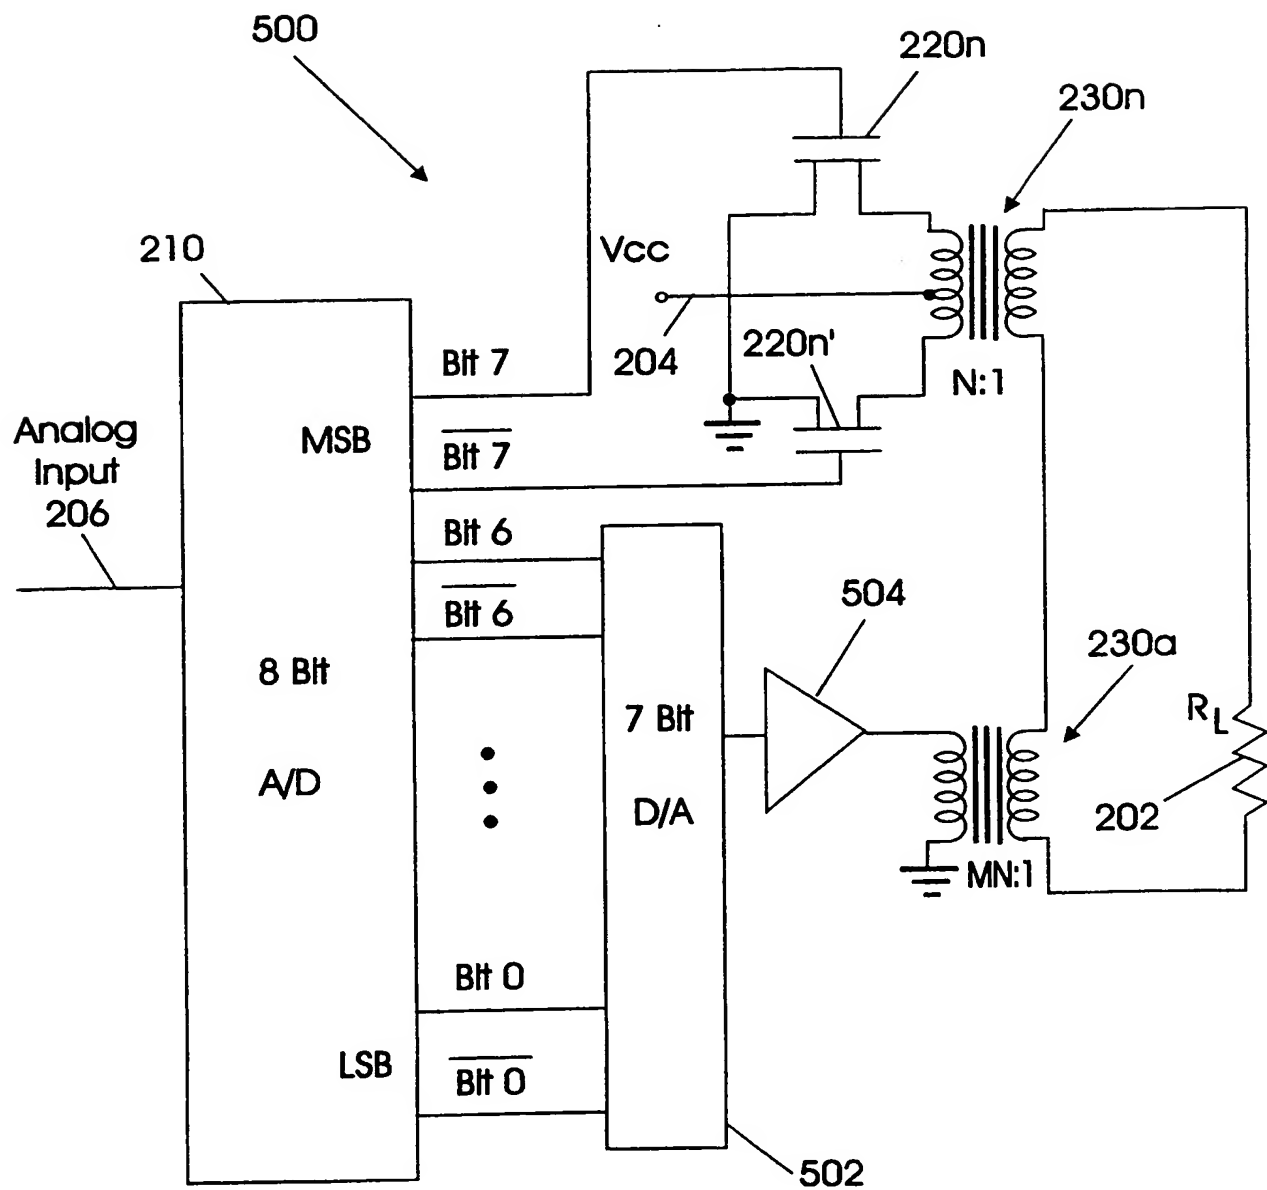 500
220n
230n
210
Vcc
204
220n'
N:1
Bit 7
MSB
Bit 7
Analog
Input
206
Bit 6
Bit 6
504
230a
8 Bit
7 Bit
R_L
A/D
D/A
202
MN:1
Bit 0
LSB
Bit 0
502